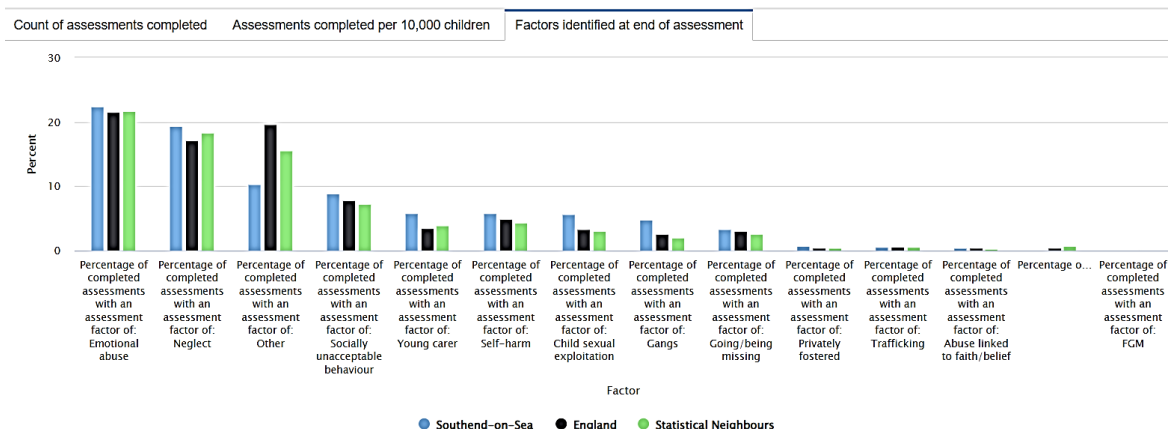 Count of assessments completed
Assessments completed per 10,000 children
Factors identified at end of assessment
30
20
10
0
Percent
Percentage of
completed
assessments
with an
assessment
factor of:
Emotional
abuse
Percentage of
completed
assessments
with an
assessment
factor of:
Neglect
Percentage of
completed
assessments
with an
assessment
factor of:
Other
Percentage of
completed
assessments
with an
assessment
factor of:
Socially
unacceptable
behaviour
Percentage of
completed
assessments
with an
assessment
factor of:
Young carer
Percentage of
completed
assessments
with an
assessment
factor of:
Self-harm
Percentage of
completed
assessments
with an
assessment
factor of:
Child sexual
exploitation
Percentage of
completed
assessments
with an
assessment
factor of:
Gangs
Percentage of
completed
assessments
with an
assessment
factor of:
Going/being
missing
Percentage of
completed
assessments
with an
assessment
factor of:
Privately
fostered
Percentage of
completed
assessments
with an
assessment
factor of:
Trafficking
Percentage of
completed
assessments
with an
assessment
factor of:
Abuse linked
to faith/belief
Percentage o...
Percentage of
completed
assessments
with an
assessment
factor of:
FGM
Factor
Southend-on-Sea
England
Statistical Neighbours